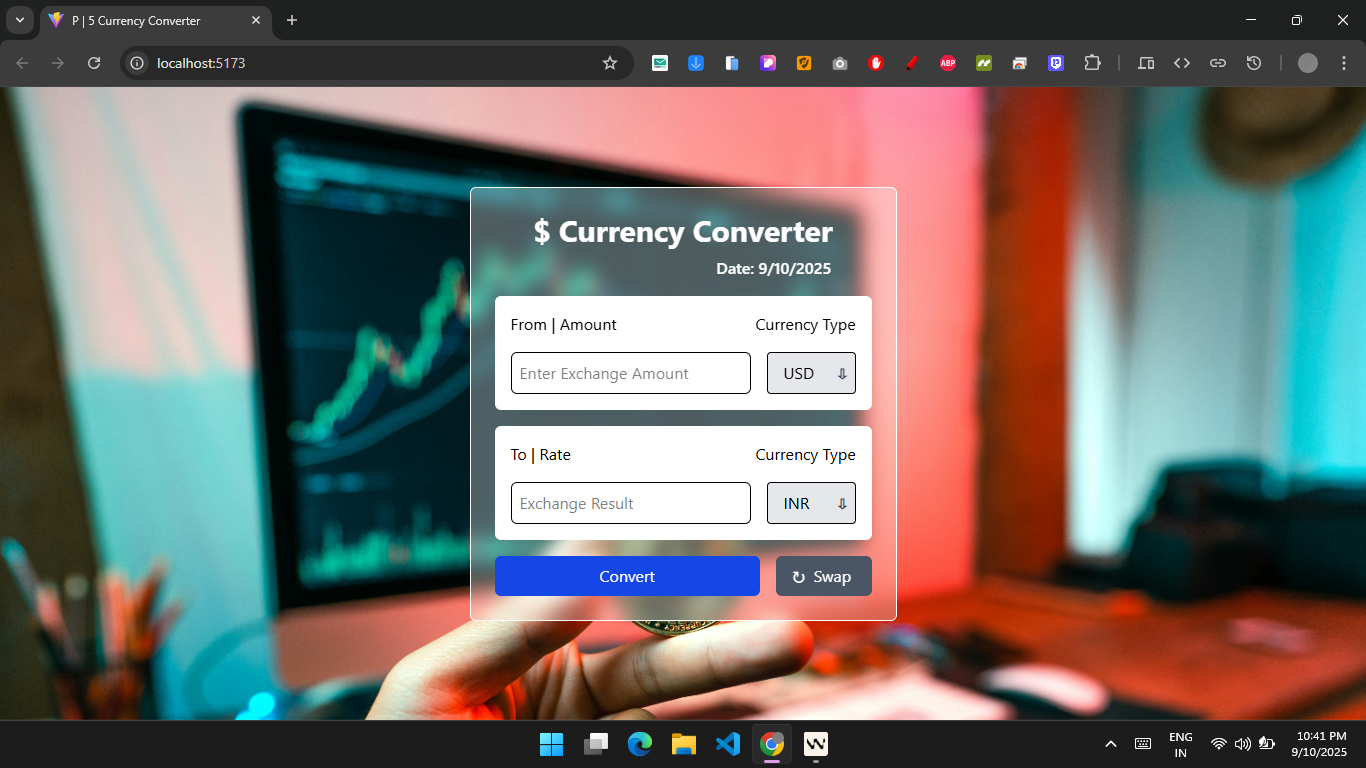 P | 5 Currency Converter
localhost:5173
ABP
$ Currency Converter
Date: 9/10/2025
From | Amount Currency Type
Enter Exchange Amount USD ⇩
To | Rate Currency Type
Exchange Result INR ⇩
Convert ↻ Swap
ENG
IN
10:41 PM
9/10/2025